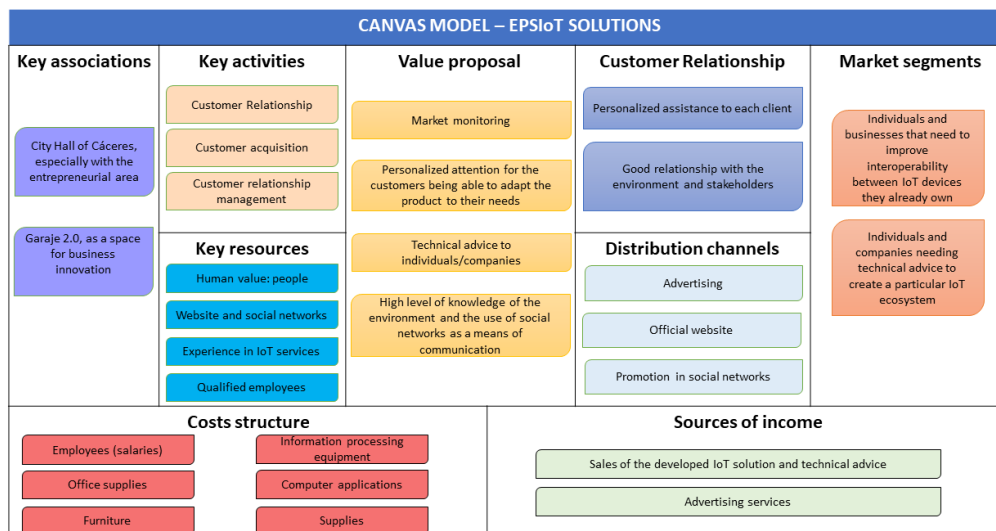 CANVAS MODEL – EPSIoT SOLUTIONS
Key associations
City Hall of Cáceres,
especially with the
entrepreneurial area
Garaje 2.0, as a space
for business
innovation
Key activities
Customer Relationship
Customer acquisition
Customer relationship
management
Key resources
Human value: people
Website and social networks
Experience in IoT services
Qualified employees
Value proposal
Market monitoring
Personalized attention for the
customers being able to adapt the
product to their needs
Technical advice to
individuals/companies
High level of knowledge of the
environment and the use of social
networks as a means of
communication
Customer Relationship
Personalized assistance to each client
Good relationship with the
environment and stakeholders
Distribution channels
Advertising
Official website
Promotion in social networks
Market segments
Individuals and
businesses that need to
improve
interoperability
between IoT devices
they already own
Individuals and
companies needing
technical advice to
create a particular IoT
ecosystem
Costs structure
Employees (salaries)
Office supplies
Furniture
Information processing
equipment
Computer applications
Supplies
Sources of income
Sales of the developed IoT solution and technical advice
Advertising services